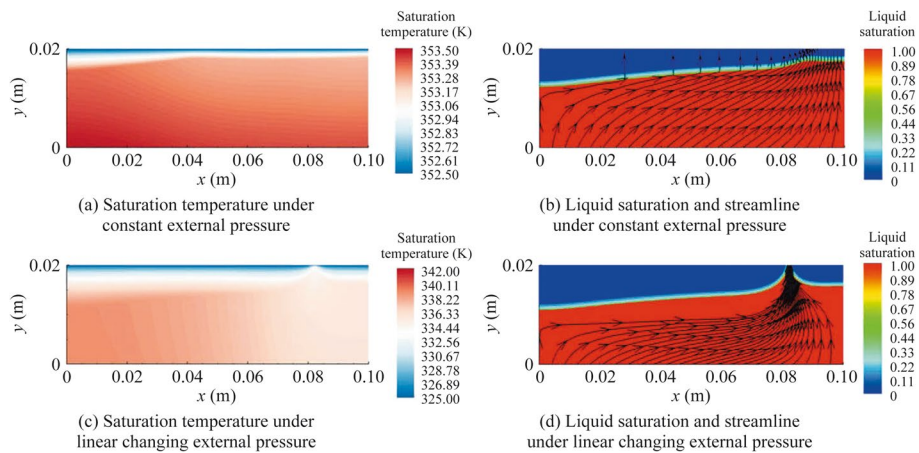 Saturation
temperature (K)
0.02
y (m)
0
0
0.02
0.04
0.06
0.08
0.10
x (m)
353.50
353.39
353.28
353.17
353.06
352.94
352.83
352.72
352.61
352.50
(a) Saturation temperature under
constant external pressure
Liquid
saturation
0.02
y (m)
0
0
0.02
0.04
0.06
0.08
0.10
x (m)
1.00
0.89
0.78
0.67
0.56
0.44
0.33
0.22
0.11
0
(b) Liquid saturation and streamline
under constant external pressure
Saturation
temperature (K)
0.02
y (m)
0
0.02
0.04
0.06
0.08
0.10
x (m)
342.00
340.11
338.22
336.33
334.44
332.56
330.67
328.78
326.89
325.00
(c) Saturation temperature under
linear changing external pressure
Liquid
saturation
0.02
y (m)
0
0.02
0.04
0.06
0.08
0.10
x (m)
1.00
0.89
0.78
0.67
0.56
0.44
0.33
0.22
0.11
0
(d) Liquid saturation and streamline
under linear changing external pressure